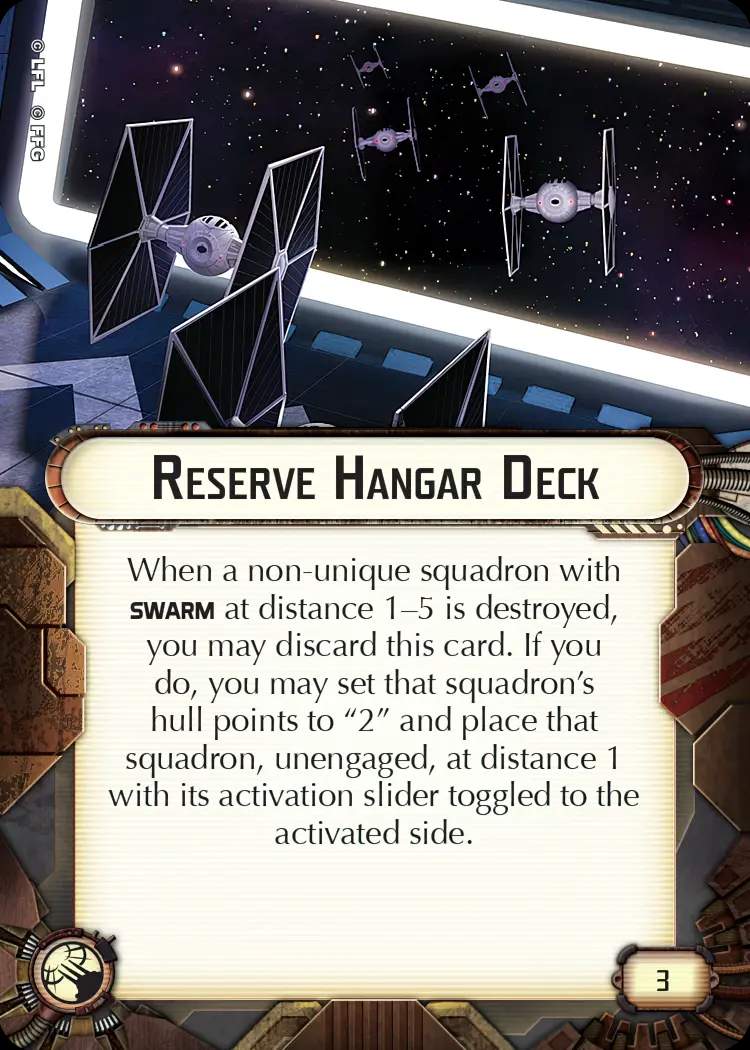 © LFL © FFG
RESERVE HANGAR DECK
When a non-unique squadron with
SWARM at distance 1–5 is destroyed,
you may discard this card. If you
do, you may set that squadron’s
hull points to “2” and place that
squadron, unengaged, at distance 1
with its activation slider toggled to the
activated side.
3